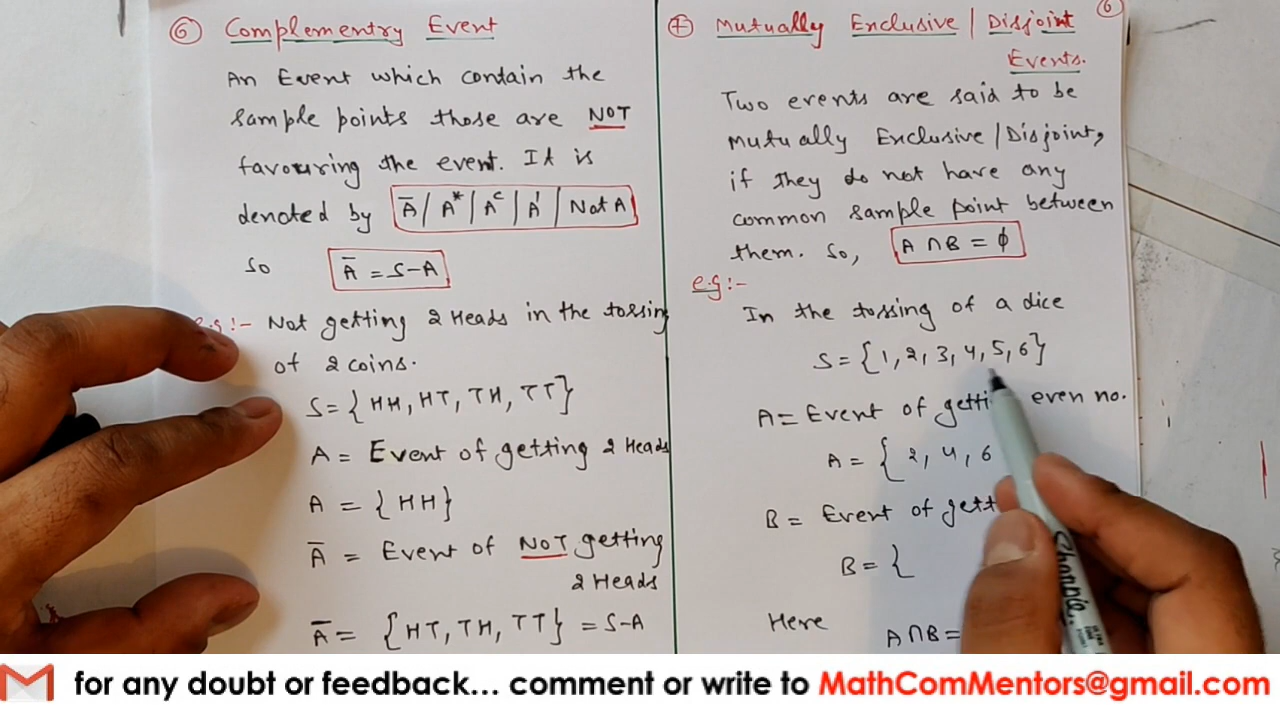 ⑥ Complementry Event
An Event which contain the
sample points those are NOT
favouring the event. It is
denoted by Ā / A* / Aᶜ / A' / Not A
so Ā = S-A
e.g:- Not getting 2 Heads in the tossing
of 2 coins.
S = {HH, HT, TH, TT}
A = Event of getting 2 Heads
A = {HH}
Ā = Event of NOT getting
2 Heads
Ā = {HT, TH, TT} = S-A
⑥
⑦ Mutually Exclusive / Disjoint
Events.
Two events are said to be
Mutually Exclusive / Disjoint,
if they do not have any
common sample point between
them. So, A ∩ B = ϕ
e.g:-
In the tossing of a dice
S = {1, 2, 3, 4, 5, 6}
A = Event of getti even no.
A = { 2, 4, 6
B = Event of gett
B = {
Here A ∩ B =
Sharpie
for any doubt or feedback... comment or write to MathComMentors@gmail.com